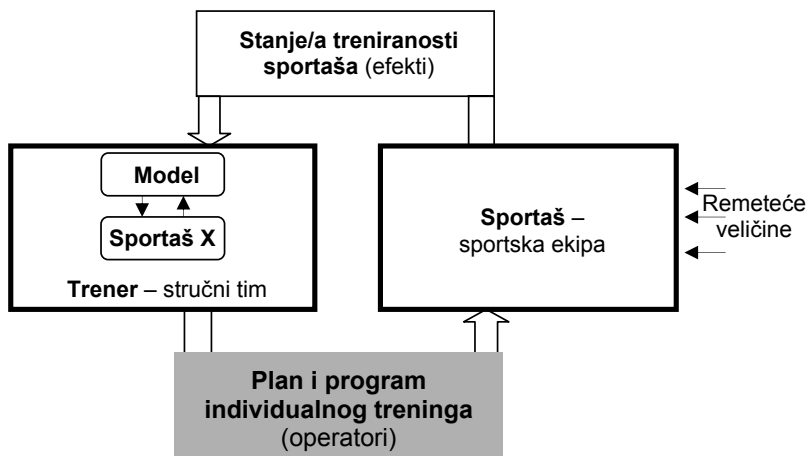 Stanje/a treniranosti
sportaša (efekti)
Model
Sportaš X
Trener – stručni tim
Sportaš –
sportska ekipa
Remeteće
veličine
Plan i program
individualnog treninga
(operatori)